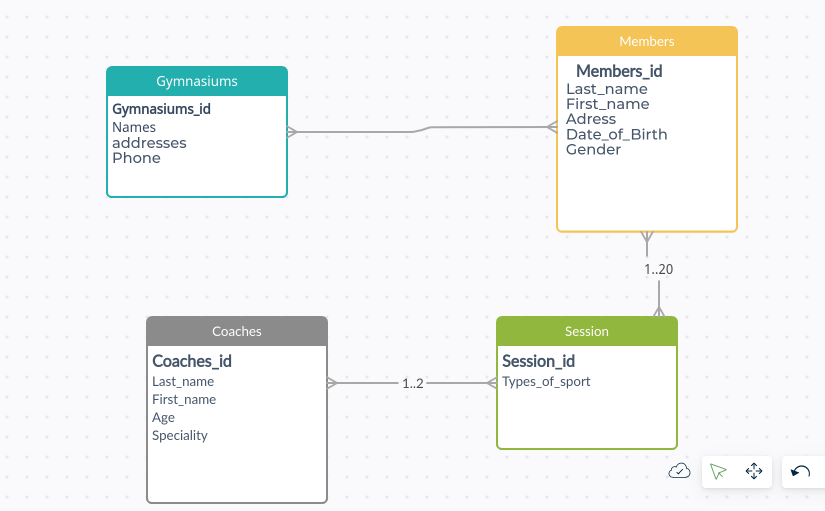 Gymnasiums
Gymnasiums_id
Names
addresses
Phone
Members
Members_id
Last_name
First_name
Adress
Date_of_Birth
Gender
1..20
Coaches
Coaches_id
Last_name
First_name
Age
Speciality
1..2
Session
Session_id
Types_of_sport